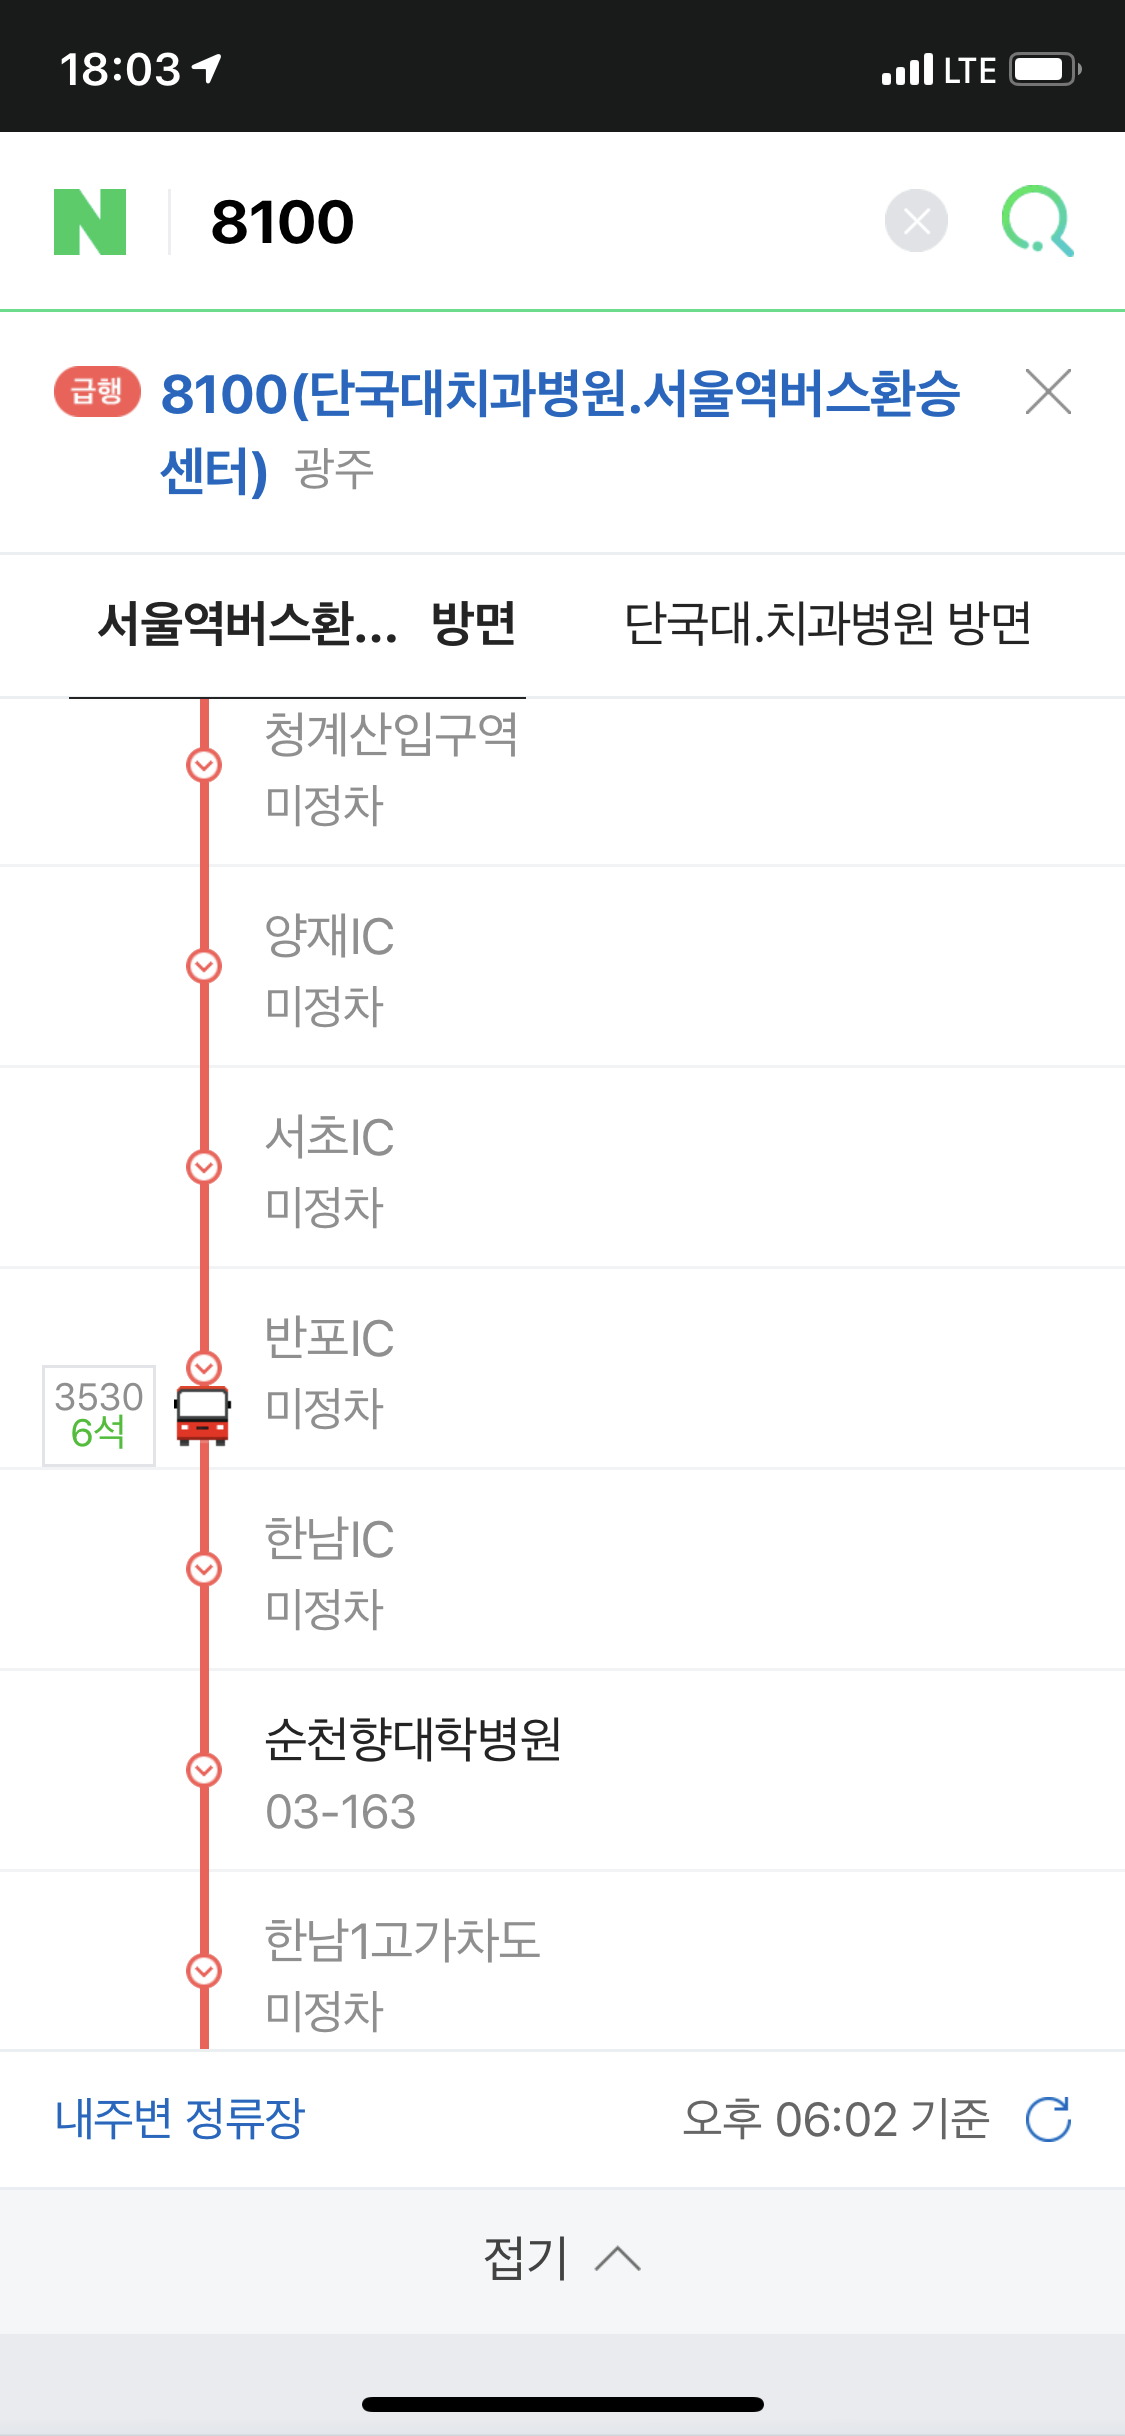 18:03 LTE
N 8100
급행 8100(단국대치과병원.서울역버스환승
센터) 광주
서울역버스환... 방면 단국대.치과병원 방면
청계산입구역
미정차
양재IC
미정차
서초IC
미정차
반포IC
3530
6석
미정차
한남IC
미정차
순천향대학병원
03-163
한남1고가차도
미정차
내주변 정류장 오후 06:02 기준
접기